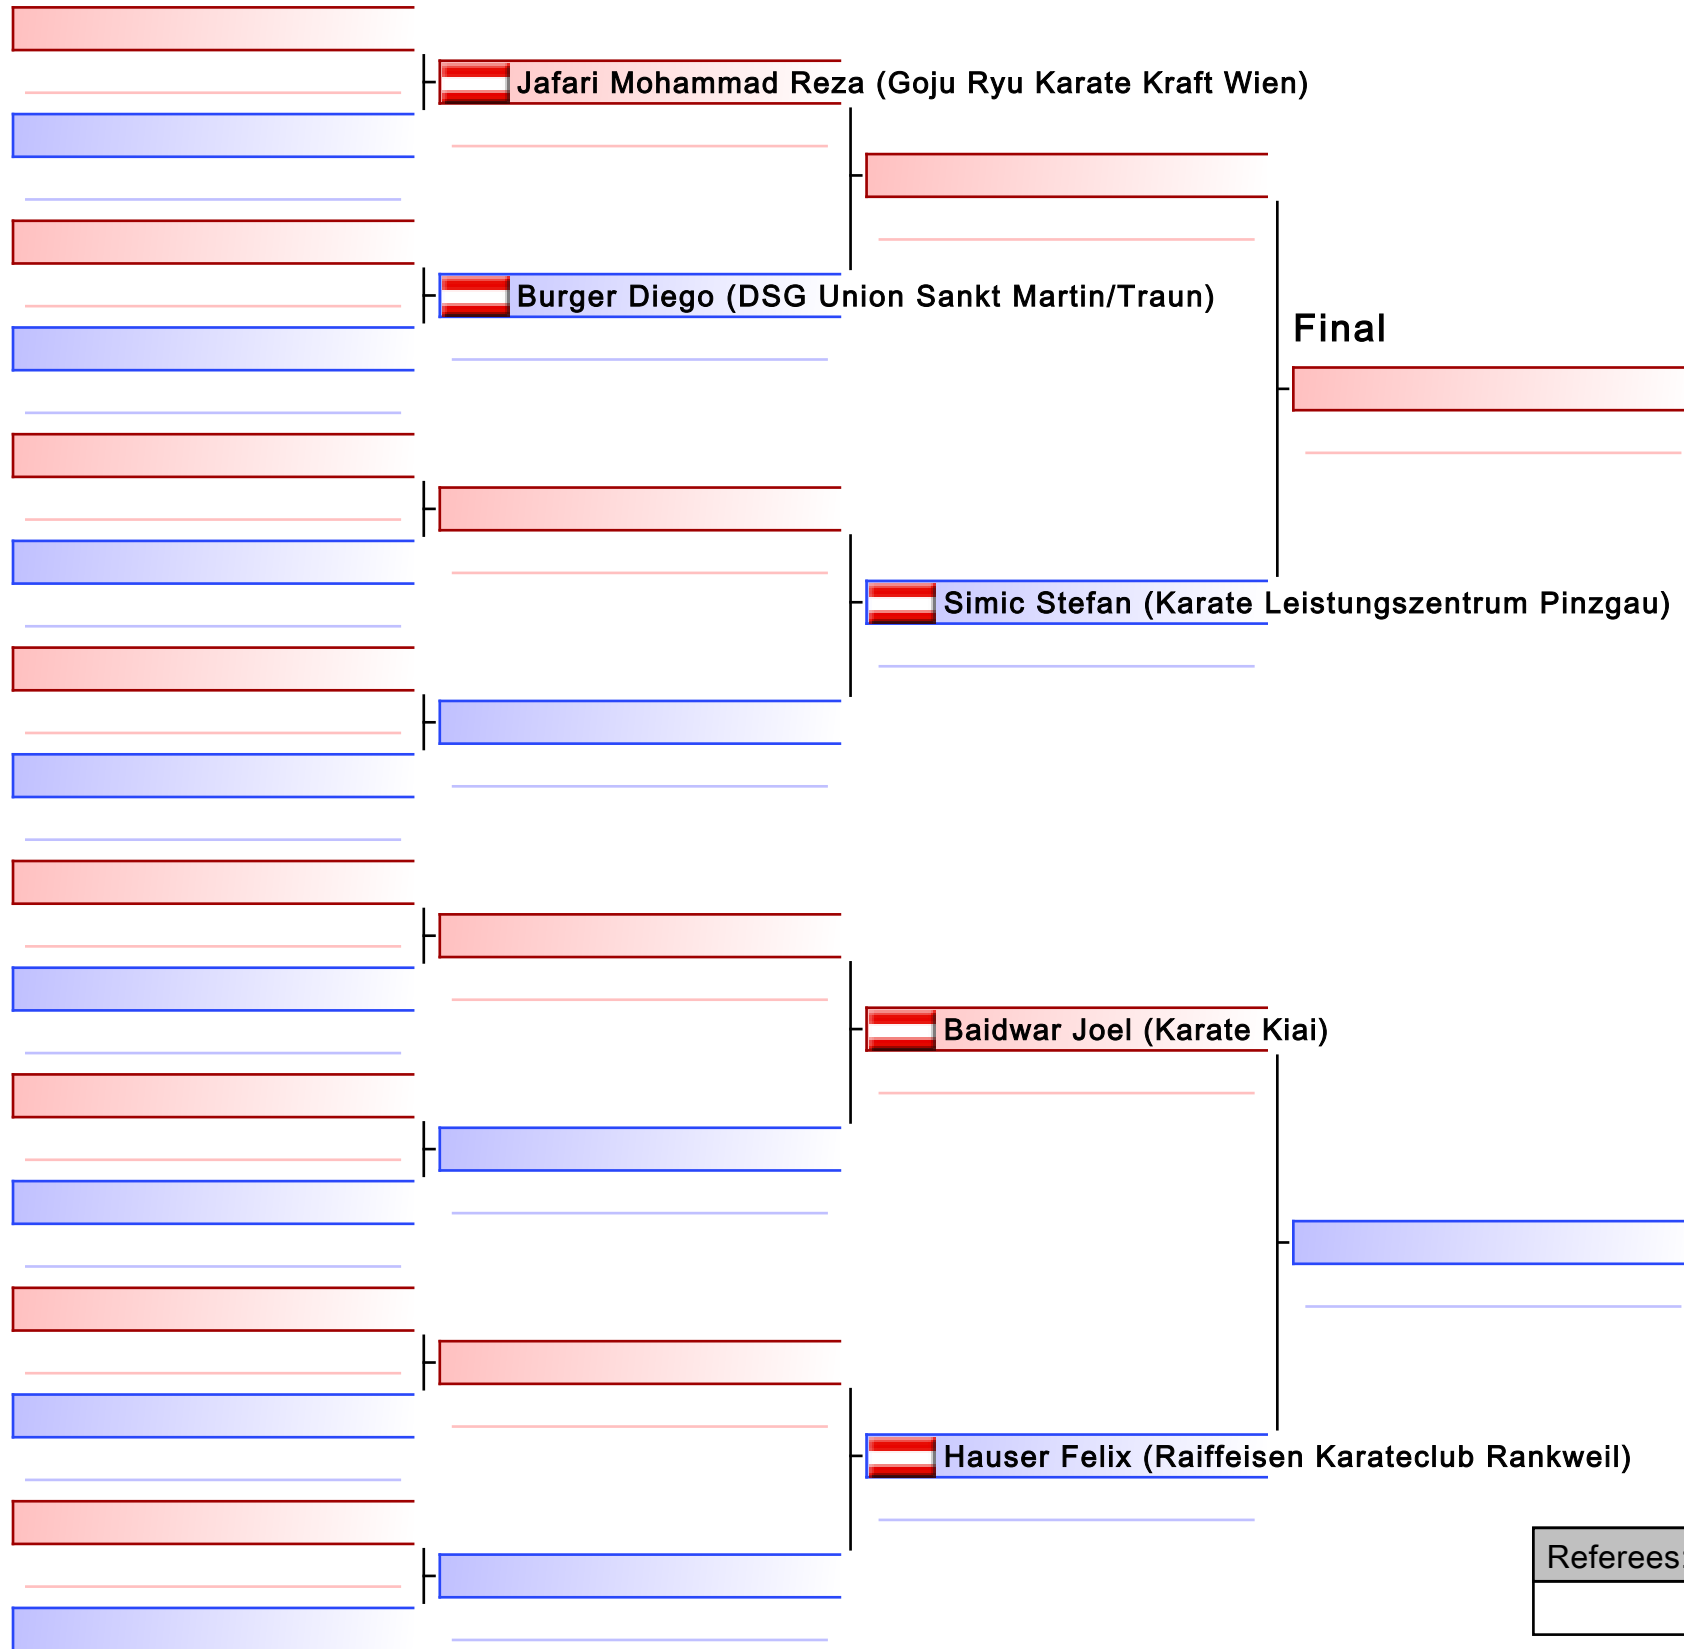 Jafari Mohammad Reza (Goju Ryu Karate Kraft Wien)
Burger Diego (DSG Union Sankt Martin/Traun)
Final
Simic Stefan (Karate Leistungszentrum Pinzgau)
Baidwar Joel (Karate Kiai)
Hauser Felix (Raiffeisen Karateclub Rankweil)
Referees: